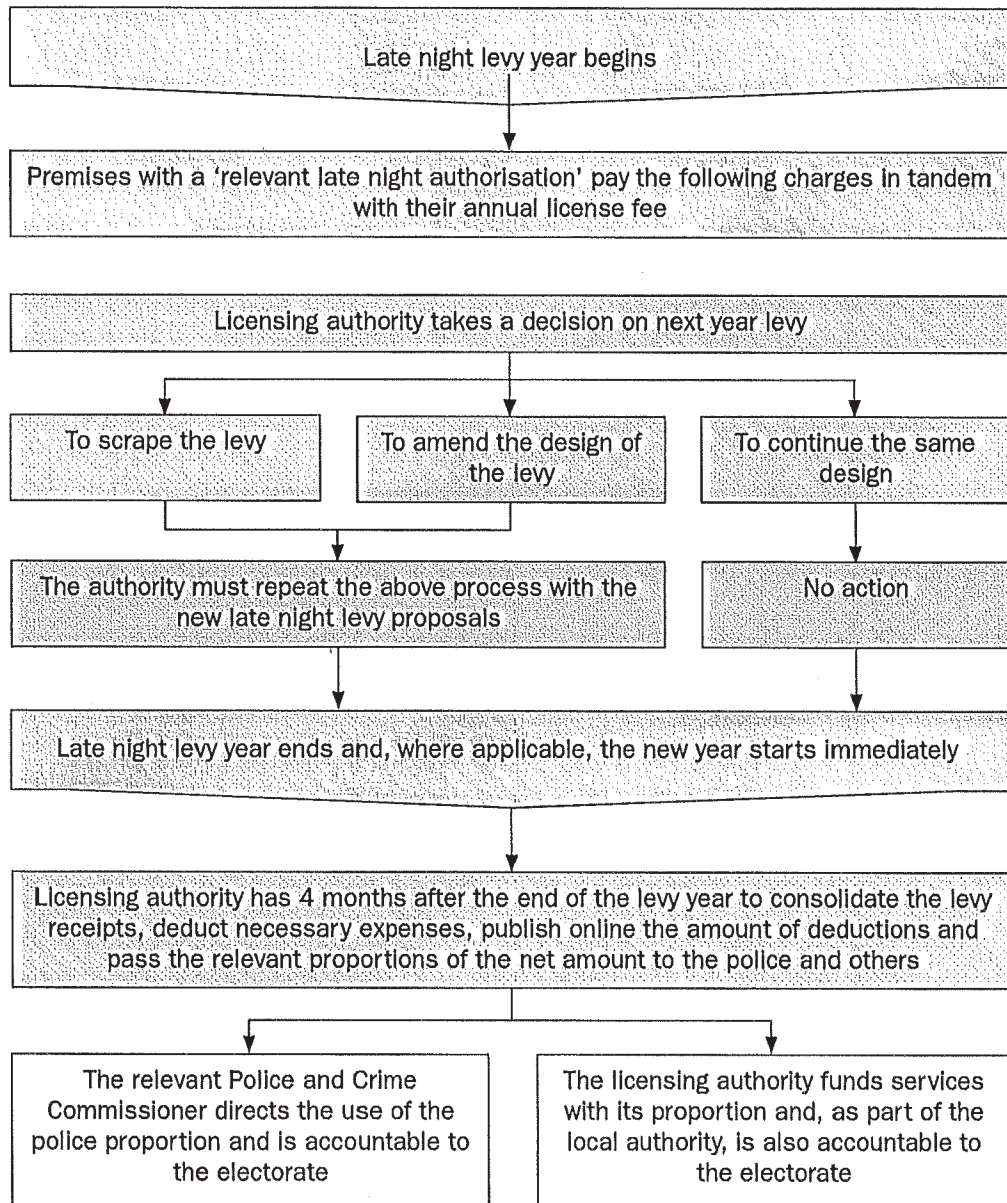 Late night levy year begins
Premises with a 'relevant late night authorisation' pay the following charges in tandem
with their annual license fee
Licensing authority takes a decision on next year levy
To scrape the levy
To amend the design of
the levy
To continue the same
design
The authority must repeat the above process with the
new late night levy proposals
No action
Late night levy year ends and, where applicable, the new year starts immediately
Licensing authority has 4 months after the end of the levy year to consolidate the levy
receipts, deduct necessary expenses, publish online the amount of deductions and
pass the relevant proportions of the net amount to the police and others
The relevant Police and Crime
Commissioner directs the use of the
police proportion and is accountable to
the electorate
The licensing authority funds services
with its proportion and, as part of the
local authority, is also accountable to
the electorate